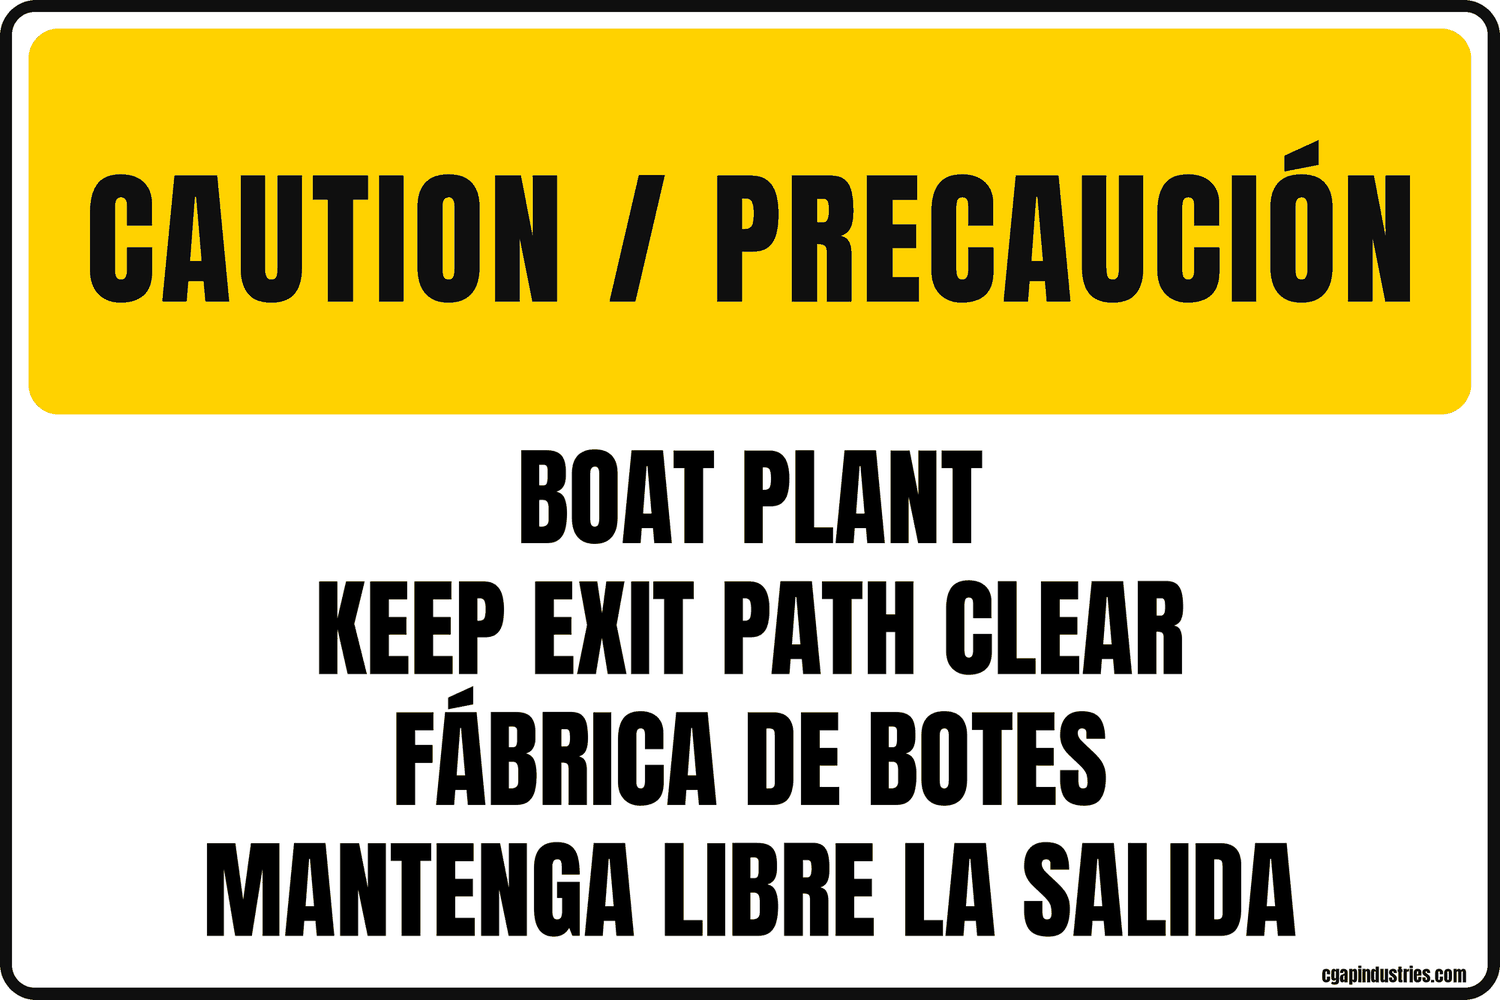 CAUTION / PRECAUCIÓN
BOAT PLANT
KEEP EXIT PATH CLEAR
FÁBRICA DE BOTES
MANTENGA LIBRE LA SALIDA
cgapindustries.com